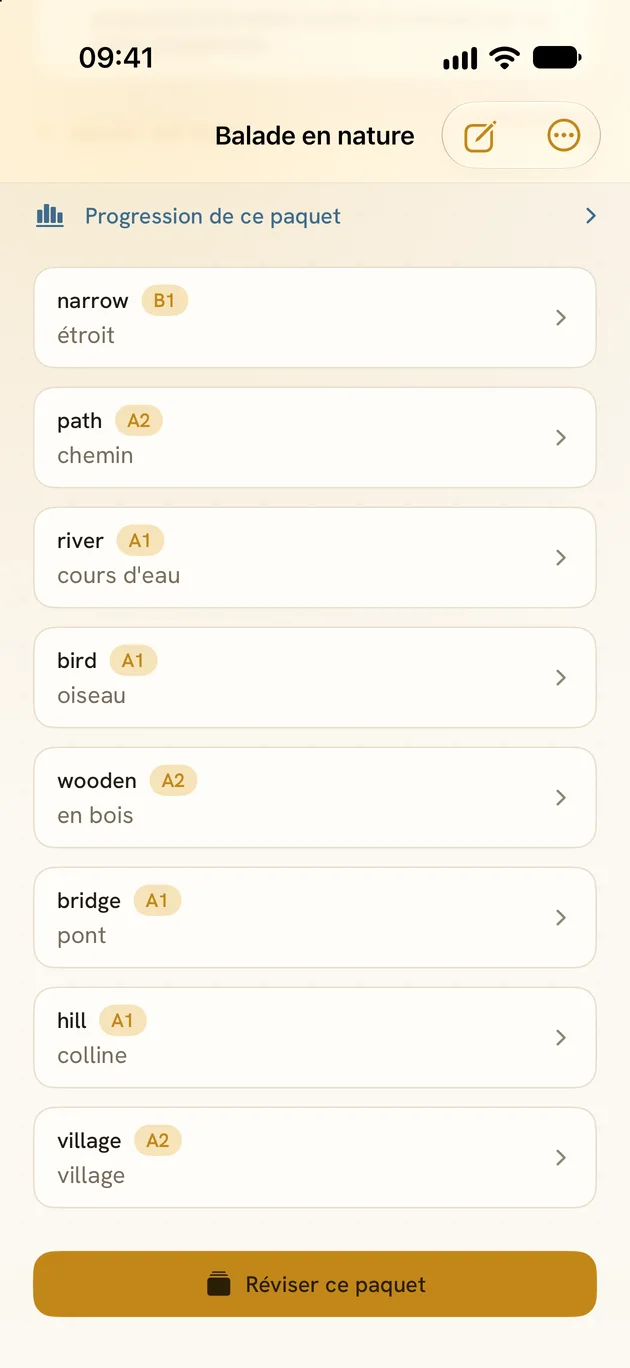 09:41
Balade en nature
Progression de ce paquet
narrow B1
étroit
path A2
chemin
river A1
cours d'eau
bird A1
oiseau
wooden A2
en bois
bridge A1
pont
hill A1
colline
village A2
village
Réviser ce paquet